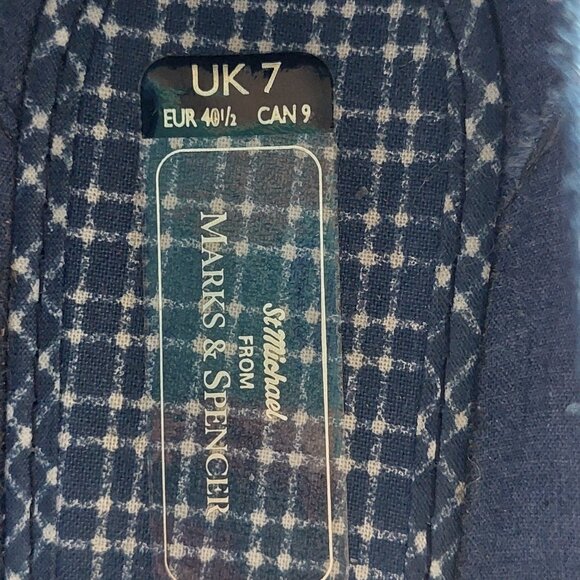 UK 7
EUR 40½ CAN 9
St Michael
FROM
MARKS & SPENCER